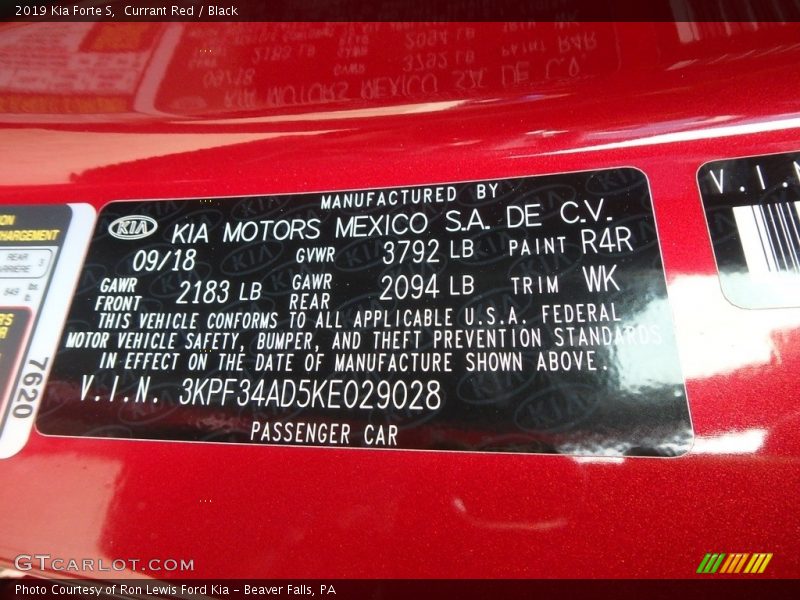 2019 Kia Forte S, Currant Red / Black
MANUFACTURED BY
KIA KIA MOTORS MEXICO S.A. DE C.V.
09/18 GVWR 3792 LB PAINT R4R
GAWR FRONT 2183 LB GAWR REAR 2094 LB TRIM WK
THIS VEHICLE CONFORMS TO ALL APPLICABLE U.S.A. FEDERAL
MOTOR VEHICLE SAFETY, BUMPER, AND THEFT PREVENTION STANDARDS
IN EFFECT ON THE DATE OF MANUFACTURE SHOWN ABOVE.
V.I.N. 3KPF34AD5KE029028
PASSENGER CAR
REAR 3
7620
V.I.N
GTCARLOT.COM
Photo Courtesy of Ron Lewis Ford Kia – Beaver Falls, PA